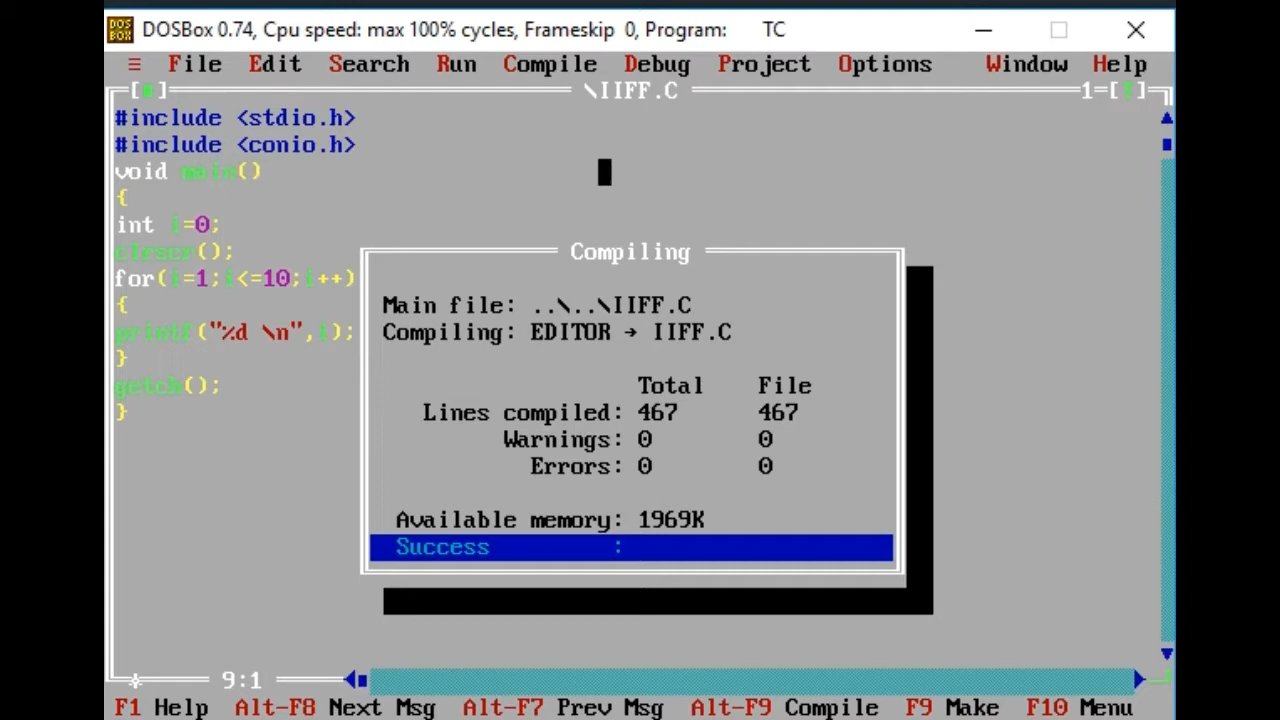 DOSBox 0.74, Cpu speed: max 100% cycles, Frameskip 0, Program: TC
≡ File Edit Search Run Compile Debug Project Options Window Help
\IIFF.C 1=[↑]
#include <stdio.h>
#include <conio.h>
void main()
{
int i=0;
clrscr();
for(i=1;i<=10;i++)
{
printf("%d \n",i);
}
getch();
}
Compiling
Main file: ..\..\IIFF.C
Compiling: EDITOR → IIFF.C
Total File
Lines compiled: 467 467
Warnings: 0 0
Errors: 0 0
Available memory: 1969K
Success :
9:1
F1 Help Alt-F8 Next Msg Alt-F7 Prev Msg Alt-F9 Compile F9 Make F10 Menu